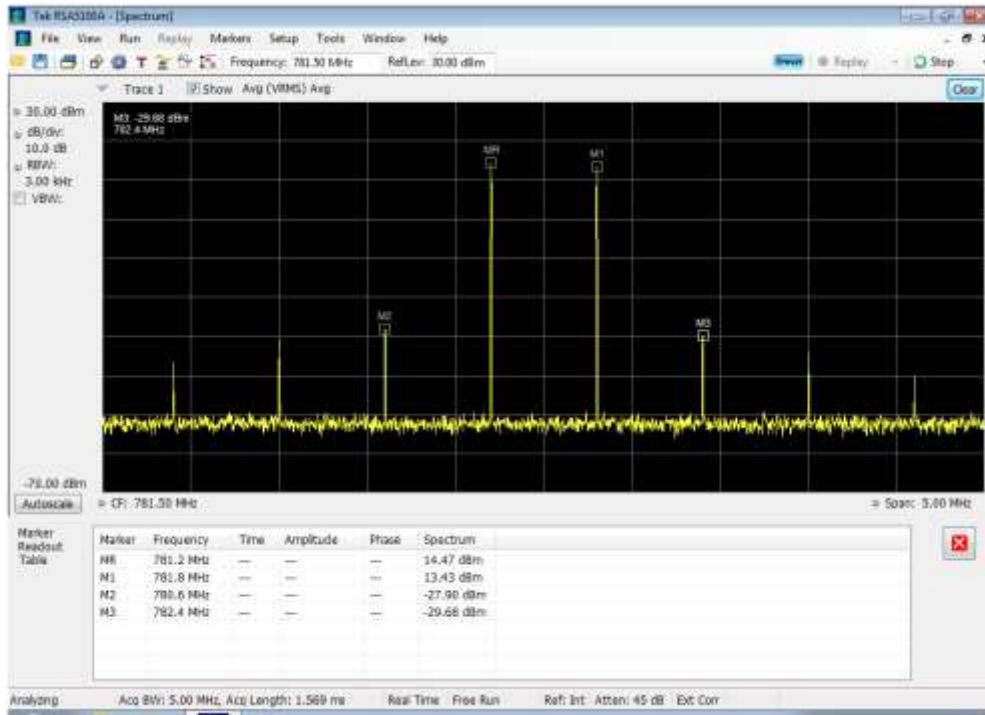 Tek RSA5100A - [Spectrum]
File View Run Replay Markers Setup Tools Window Help
Frequency: 781.50 MHz RefLev: 30.00 dBm Preset Replay Stop
Trace 1 Show Avg (VRMS) Avg Clear
30.00 dBm
dB/div:
10.0 dB
RBW:
3.00 kHz
VBW:
M3: -29.68 dBm
782.4 MHz
MR
M1
M2
M3
-70.00 dBm
Autoscale CF: 781.50 MHz Span: 5.00 MHz
Marker
Readout
Table
Marker Frequency Time Amplitude Phase Spectrum
MR 781.2 MHz --- --- --- 14.47 dBm
M1 781.8 MHz --- --- --- 13.43 dBm
M2 780.6 MHz --- --- --- -27.90 dBm
M3 782.4 MHz --- --- --- -29.68 dBm
Analyzing Acq BW: 5.00 MHz, Acq Length: 1.569 ms Real Time Free Run Ref: Int Atten: 45 dB Ext Corr